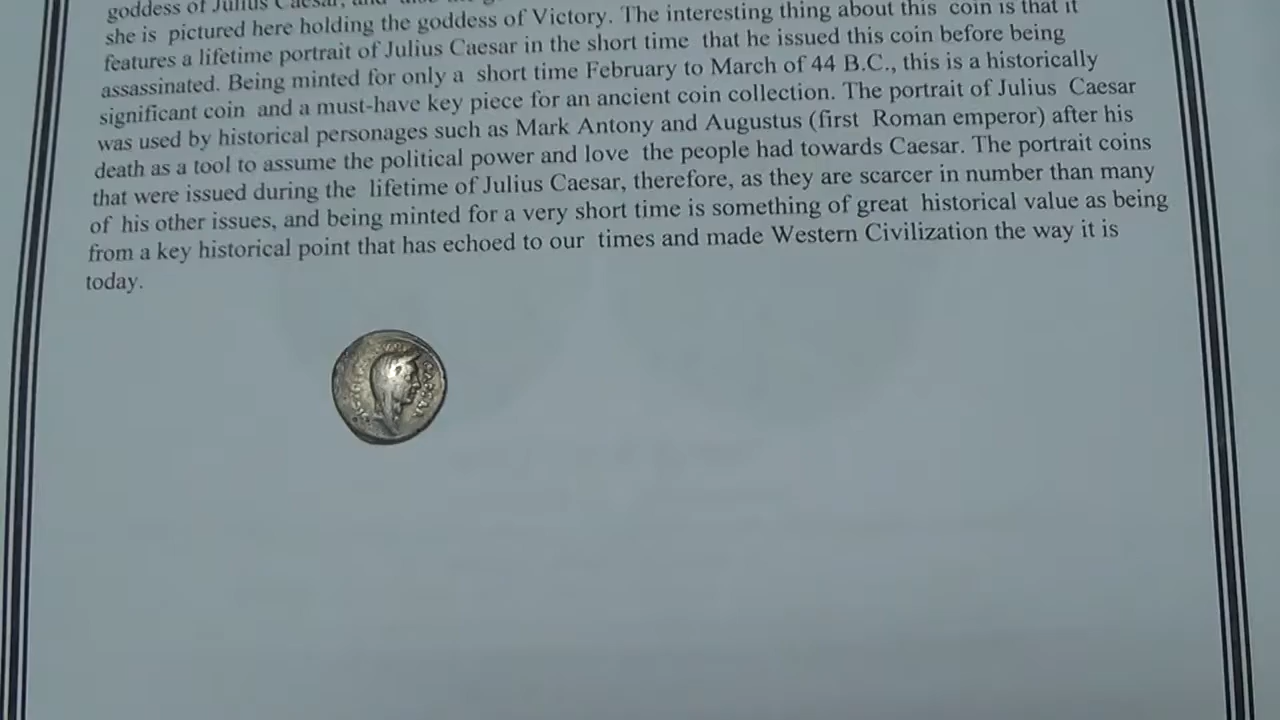 goddess of Julius Caesar, and also the
she is pictured here holding the goddess of Victory. The interesting thing about this coin is that it
features a lifetime portrait of Julius Caesar in the short time that he issued this coin before being
assassinated. Being minted for only a short time February to March of 44 B.C., this is a historically
significant coin and a must-have key piece for an ancient coin collection. The portrait of Julius Caesar
was used by historical personages such as Mark Antony and Augustus (first Roman emperor) after his
death as a tool to assume the political power and love the people had towards Caesar. The portrait coins
that were issued during the lifetime of Julius Caesar, therefore, as they are scarcer in number than many
of his other issues, and being minted for a very short time is something of great historical value as being
from a key historical point that has echoed to our times and made Western Civilization the way it is
today.